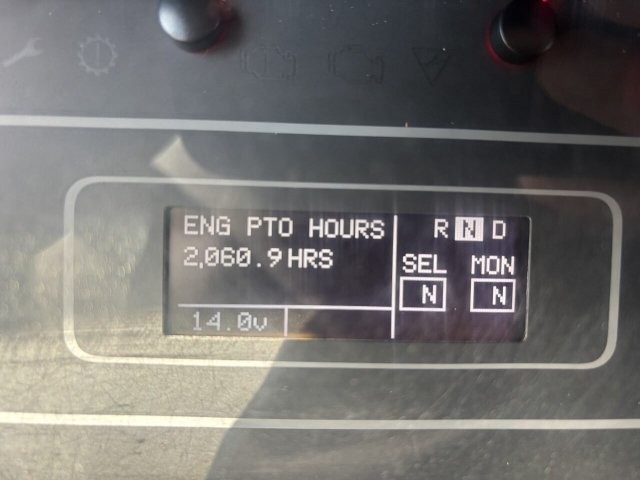 ENG PTO HOURS
2,060.9 HRS
14.0v
R N D
SEL MON
N N